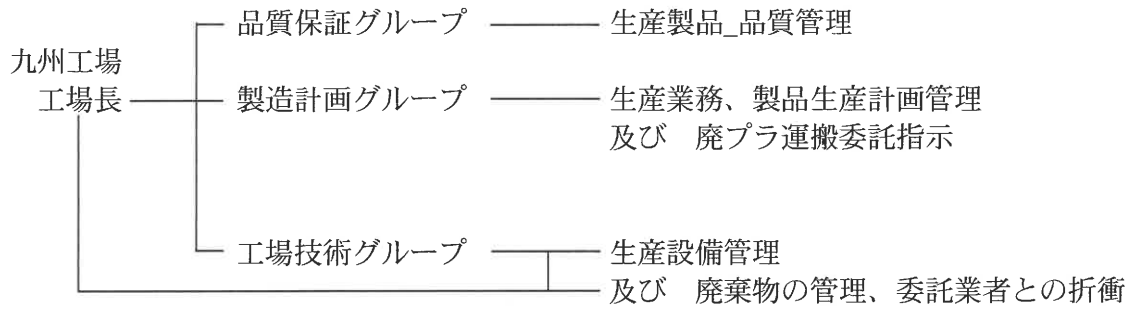 品質保証グループ 生産製品_品質管理
九州工場
工場長 製造計画グループ 生産業務、製品生産計画管理
及び　廃プラ運搬委託指示
工場技術グループ 生産設備管理
及び　廃棄物の管理、委託業者との折衝